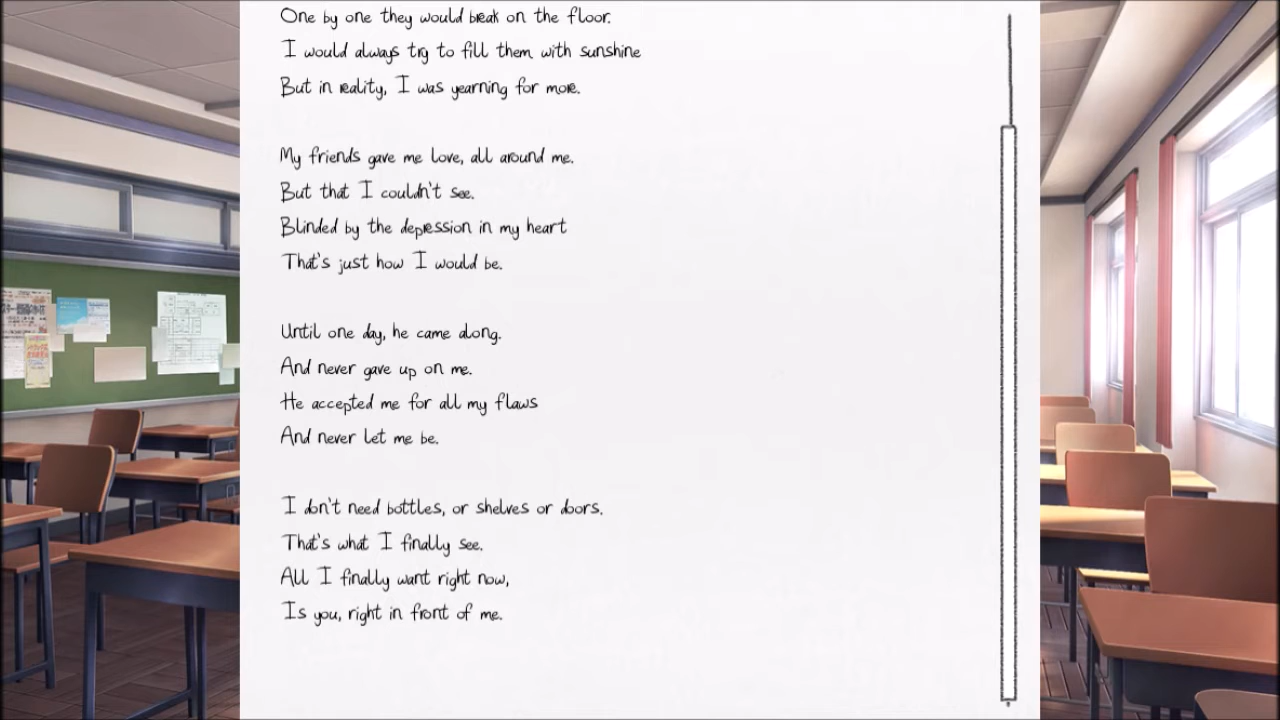 One by one they would break on the floor.
I would always try to fill them with sunshine
But in reality, I was yearning for more.
My friends gave me love, all around me.
But that I couldn't see.
Blinded by the depression in my heart
That's just how I would be.
Until one day, he came along.
And never gave up on me.
He accepted me for all my flaws
And never let me be.
I don't need bottles, or shelves or doors.
That's what I finally see.
All I finally want right now,
Is you, right in front of me.